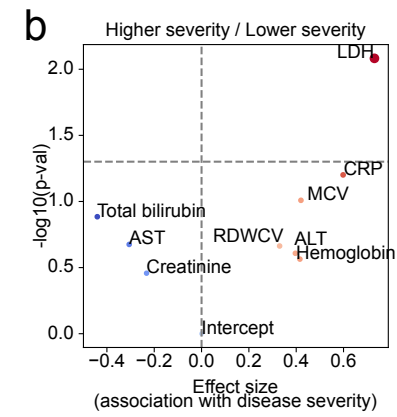 b
Higher severity / Lower severity
LDH
2.0
1.5
CRP
1.0
MCV
Total bilirubin
AST
RDWCV
ALT
Hemoglobin
0.5
Creatinine
0.0
Intercept
-log10(p-val)
−0.4 −0.2 0.0 0.2 0.4 0.6
Effect size
(association with disease severity)